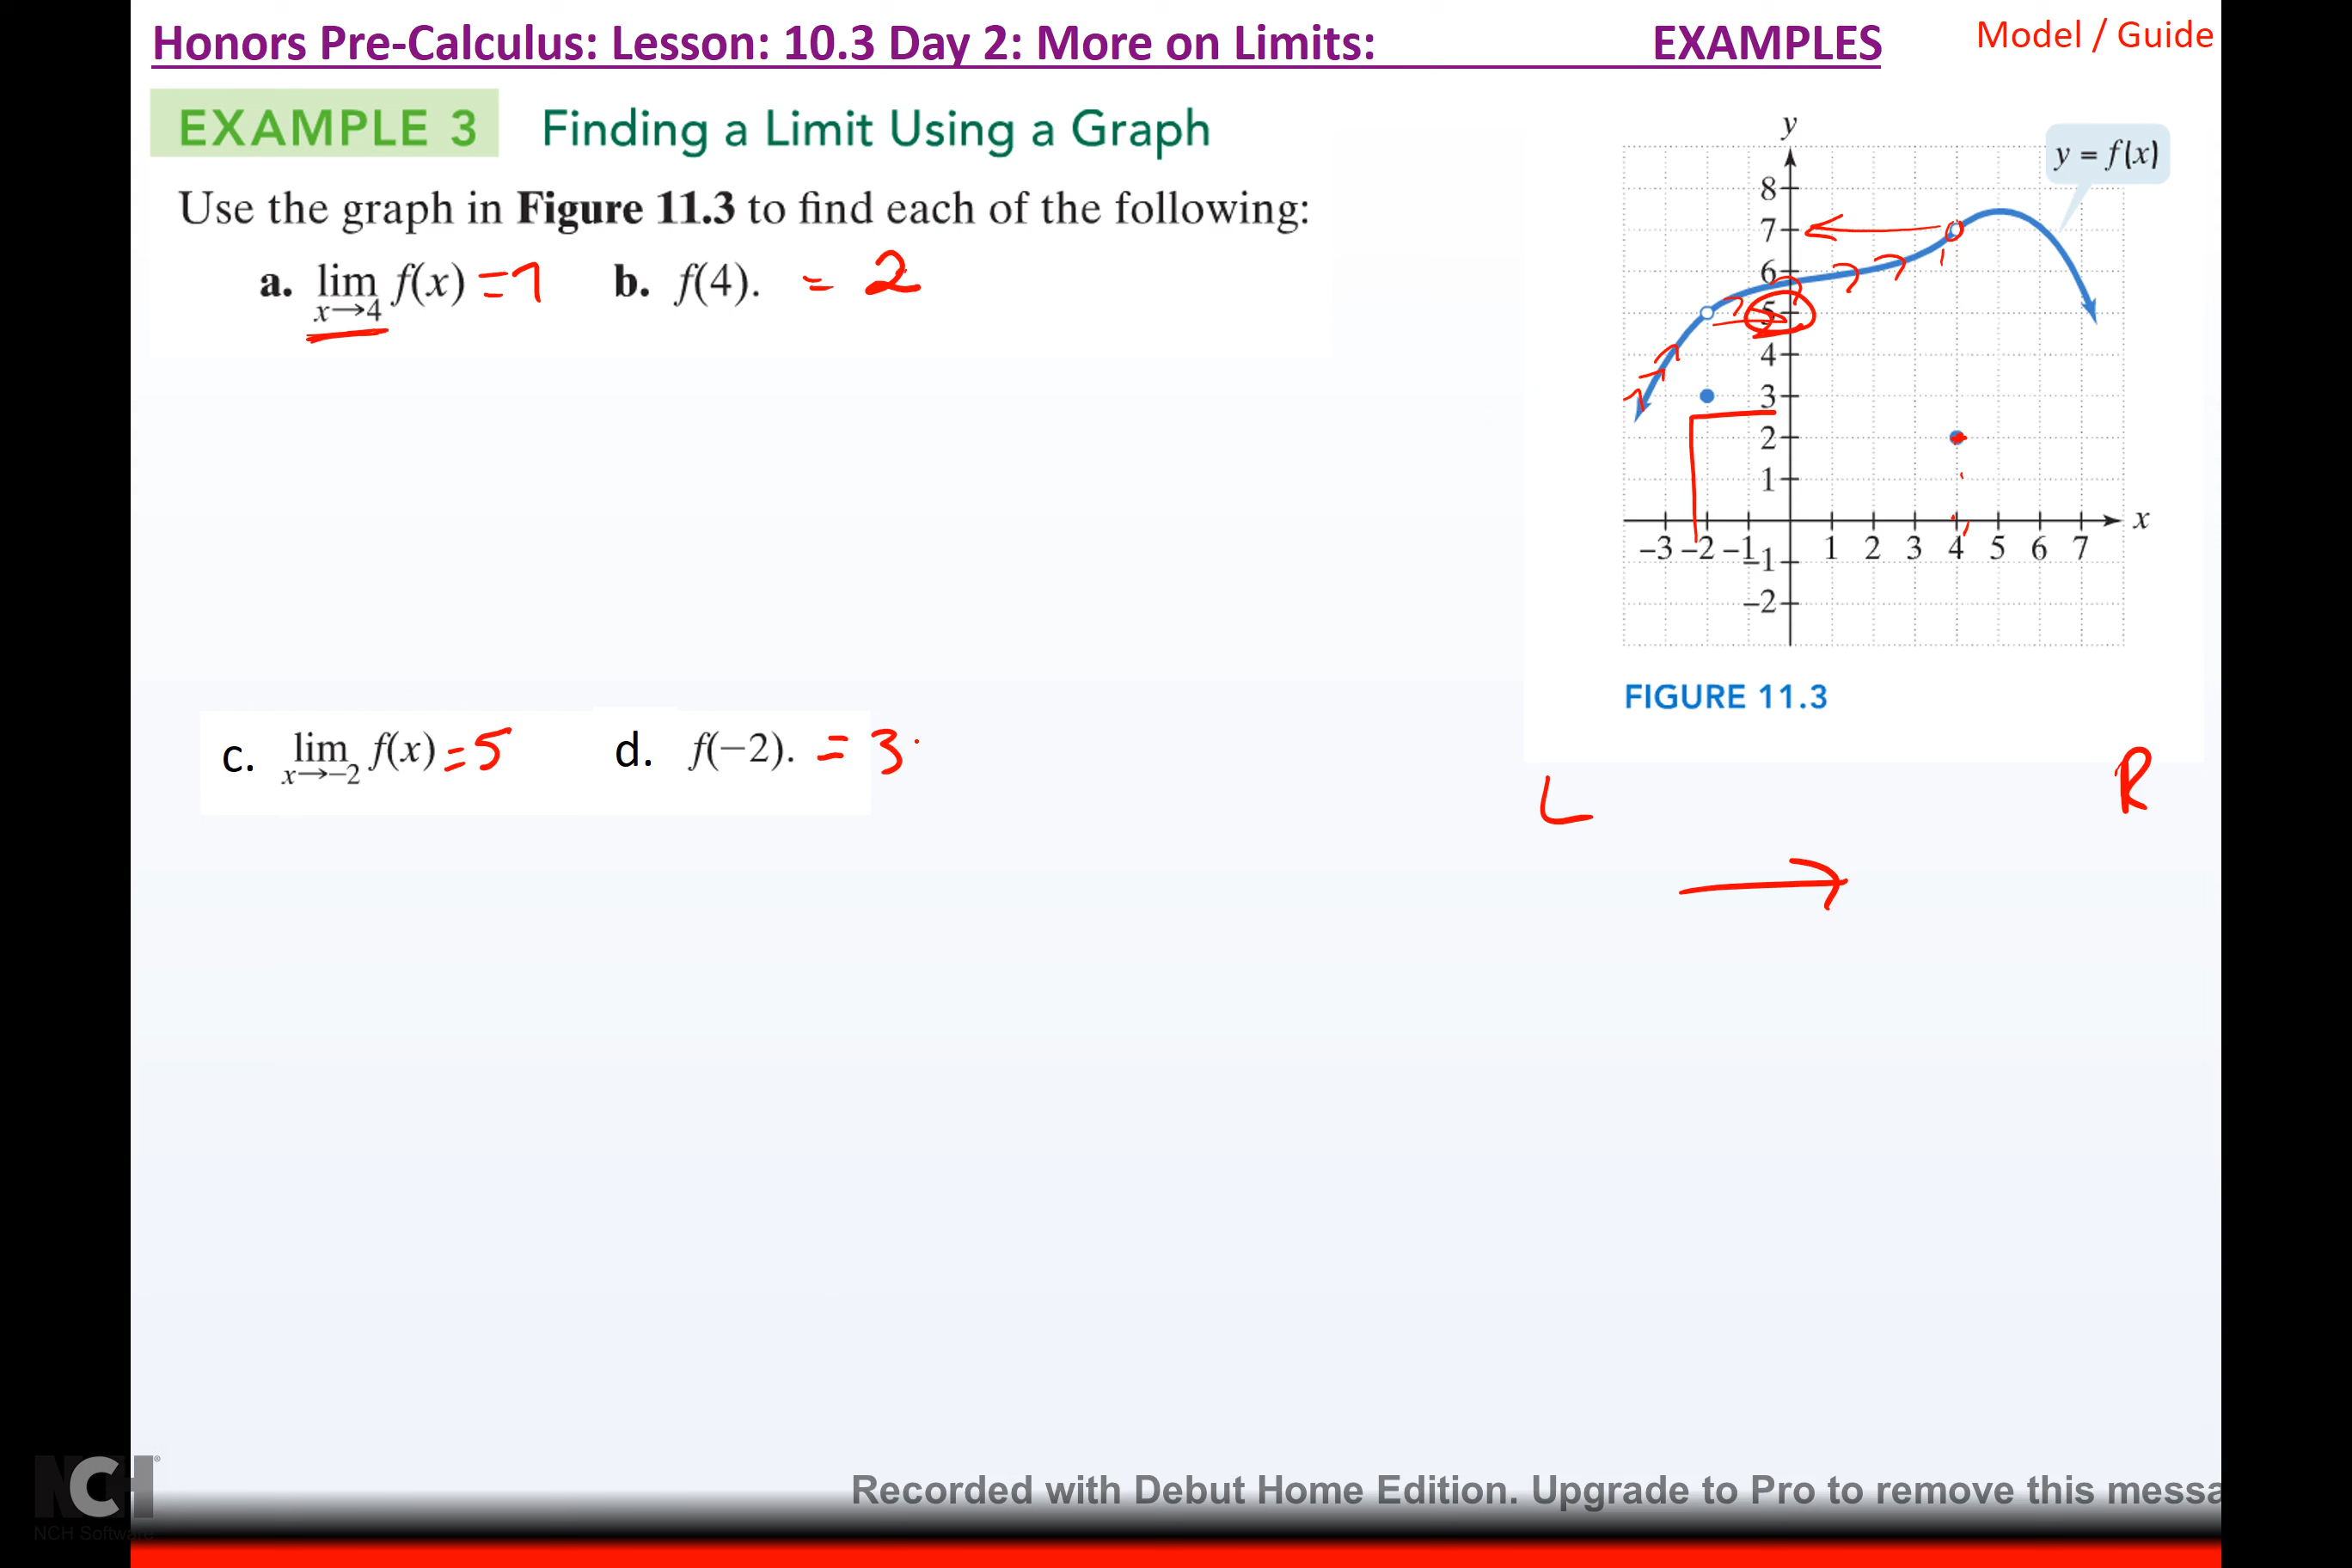 Honors Pre-Calculus: Lesson: 10.3 Day 2: More on Limits: EXAMPLES
Model / Guide
EXAMPLE 3 Finding a Limit Using a Graph
Use the graph in Figure 11.3 to find each of the following:
a. lim x→4 f(x) = 7 b. f(4). = 2
c. lim x→−2 f(x) = 5 d. f(−2). = 3
y
y = f(x)
8
7
6
5
4
3
2
1
x
−3 −2 −1 1 2 3 4 5 6 7
−1
−2
FIGURE 11.3
L R
NCH®
NCH Software
Recorded with Debut Home Edition. Upgrade to Pro to remove this messa